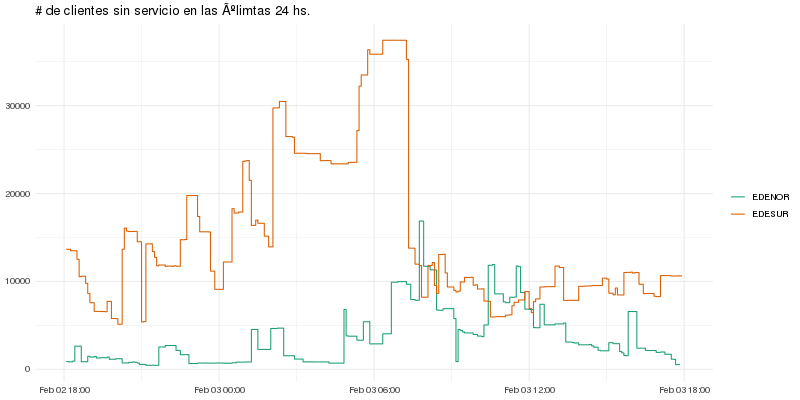 # de clientes sin servicio en las Ãºlimtas 24 hs.
30000
20000
10000
0
Feb 02 18:00
Feb 03 00:00
Feb 03 06:00
Feb 03 12:00
Feb 03 18:00
EDENOR
EDESUR